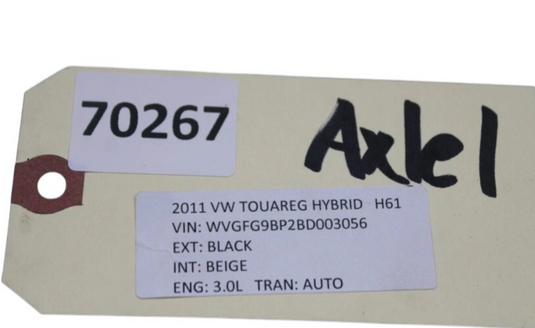 70267
Axle1
2011 VW TOUAREG HYBRID H61
VIN: WVGFG9BP2BD003056
EXT: BLACK
INT: BEIGE
ENG: 3.0L TRAN: AUTO